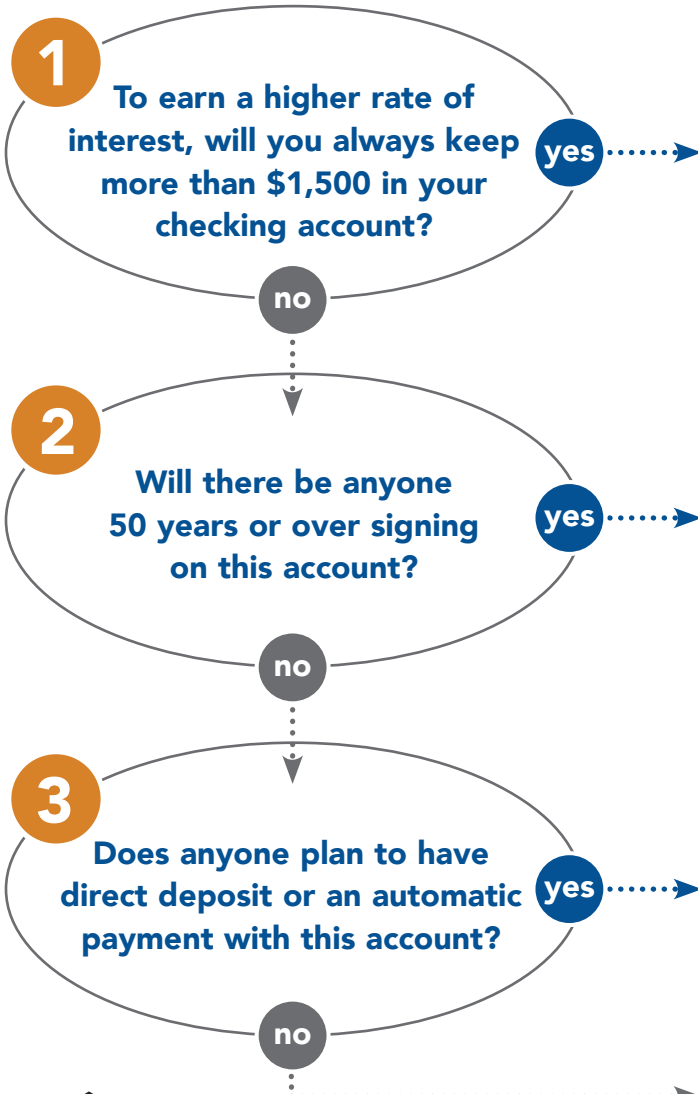 1
To earn a higher rate of
interest, will you always keep
more than $1,500 in your
checking account?
yes
no
2
Will there be anyone
50 years or over signing
on this account?
yes
no
3
Does anyone plan to have
direct deposit or an automatic
payment with this account?
yes
no